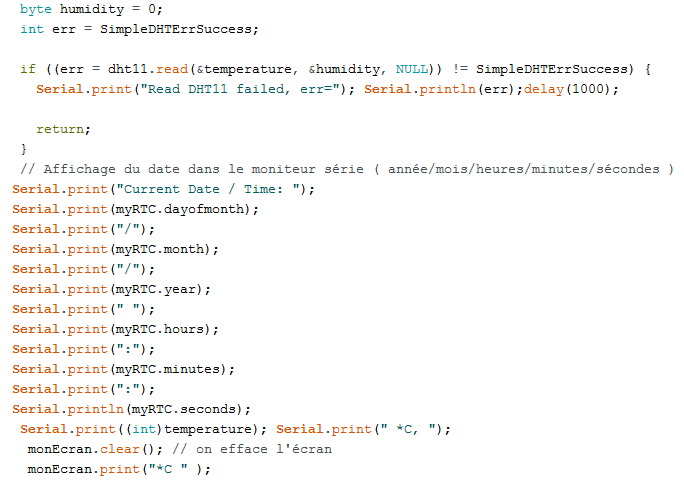 byte humidity = 0;
int err = SimpleDHTErrSuccess;
if ((err = dht11.read(&temperature, &humidity, NULL)) != SimpleDHTErrSuccess) {
Serial.print("Read DHT11 failed, err="); Serial.println(err);delay(1000);
return;
}
// Affichage du date dans le moniteur série ( année/mois/heures/minutes/sécondes )
Serial.print("Current Date / Time: ");
Serial.print(myRTC.dayofmonth);
Serial.print("/");
Serial.print(myRTC.month);
Serial.print("/");
Serial.print(myRTC.year);
Serial.print(" ");
Serial.print(myRTC.hours);
Serial.print(":");
Serial.print(myRTC.minutes);
Serial.print(":");
Serial.println(myRTC.seconds);
Serial.print((int)temperature); Serial.print(" *C, ");
monEcran.clear(); // on efface l'écran
monEcran.print("*C " );